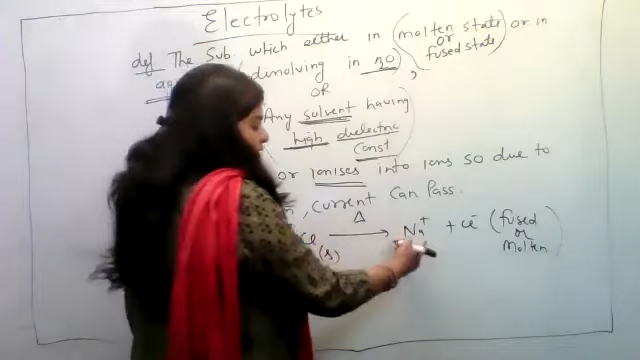 Electrolytes
def The Sub. which either in (molten state) or in
or
fused state
aq (dissolving in H2O) ,
OR
Any solvent having
high dielectric
Const
or ionises into ions so due to
, current can Pass.
Δ
(s) → Na+ + Cl- (fused
or
Molten)